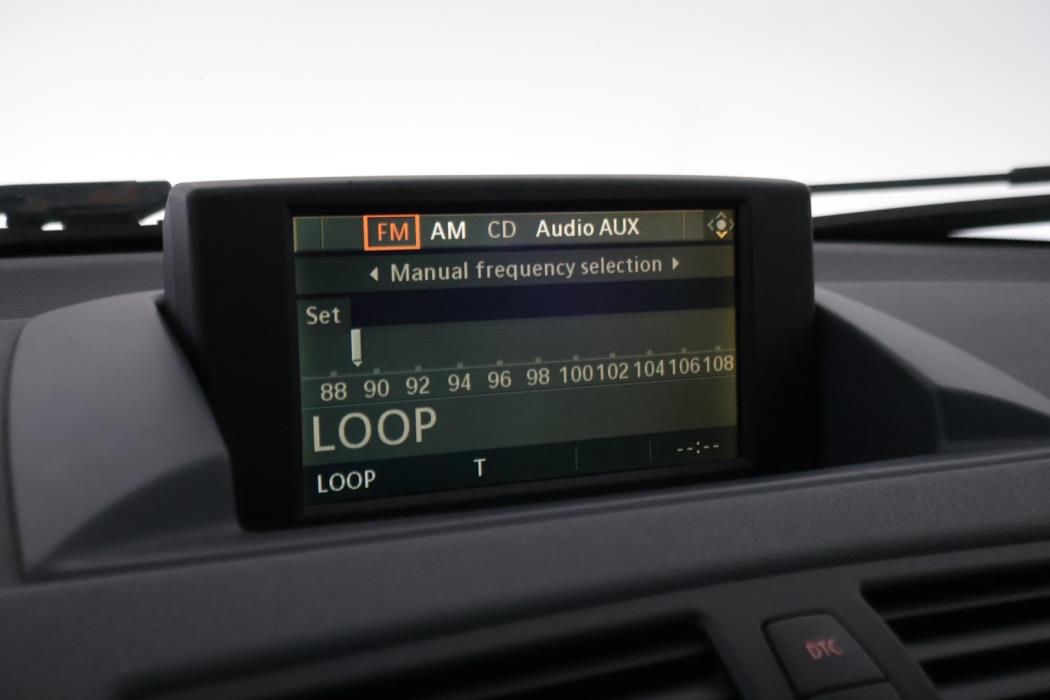 FM AM CD Audio AUX
Manual frequency selection
Set
88 90 92 94 96 98 100 102 104 106 108
LOOP
LOOP T --:--
DTC